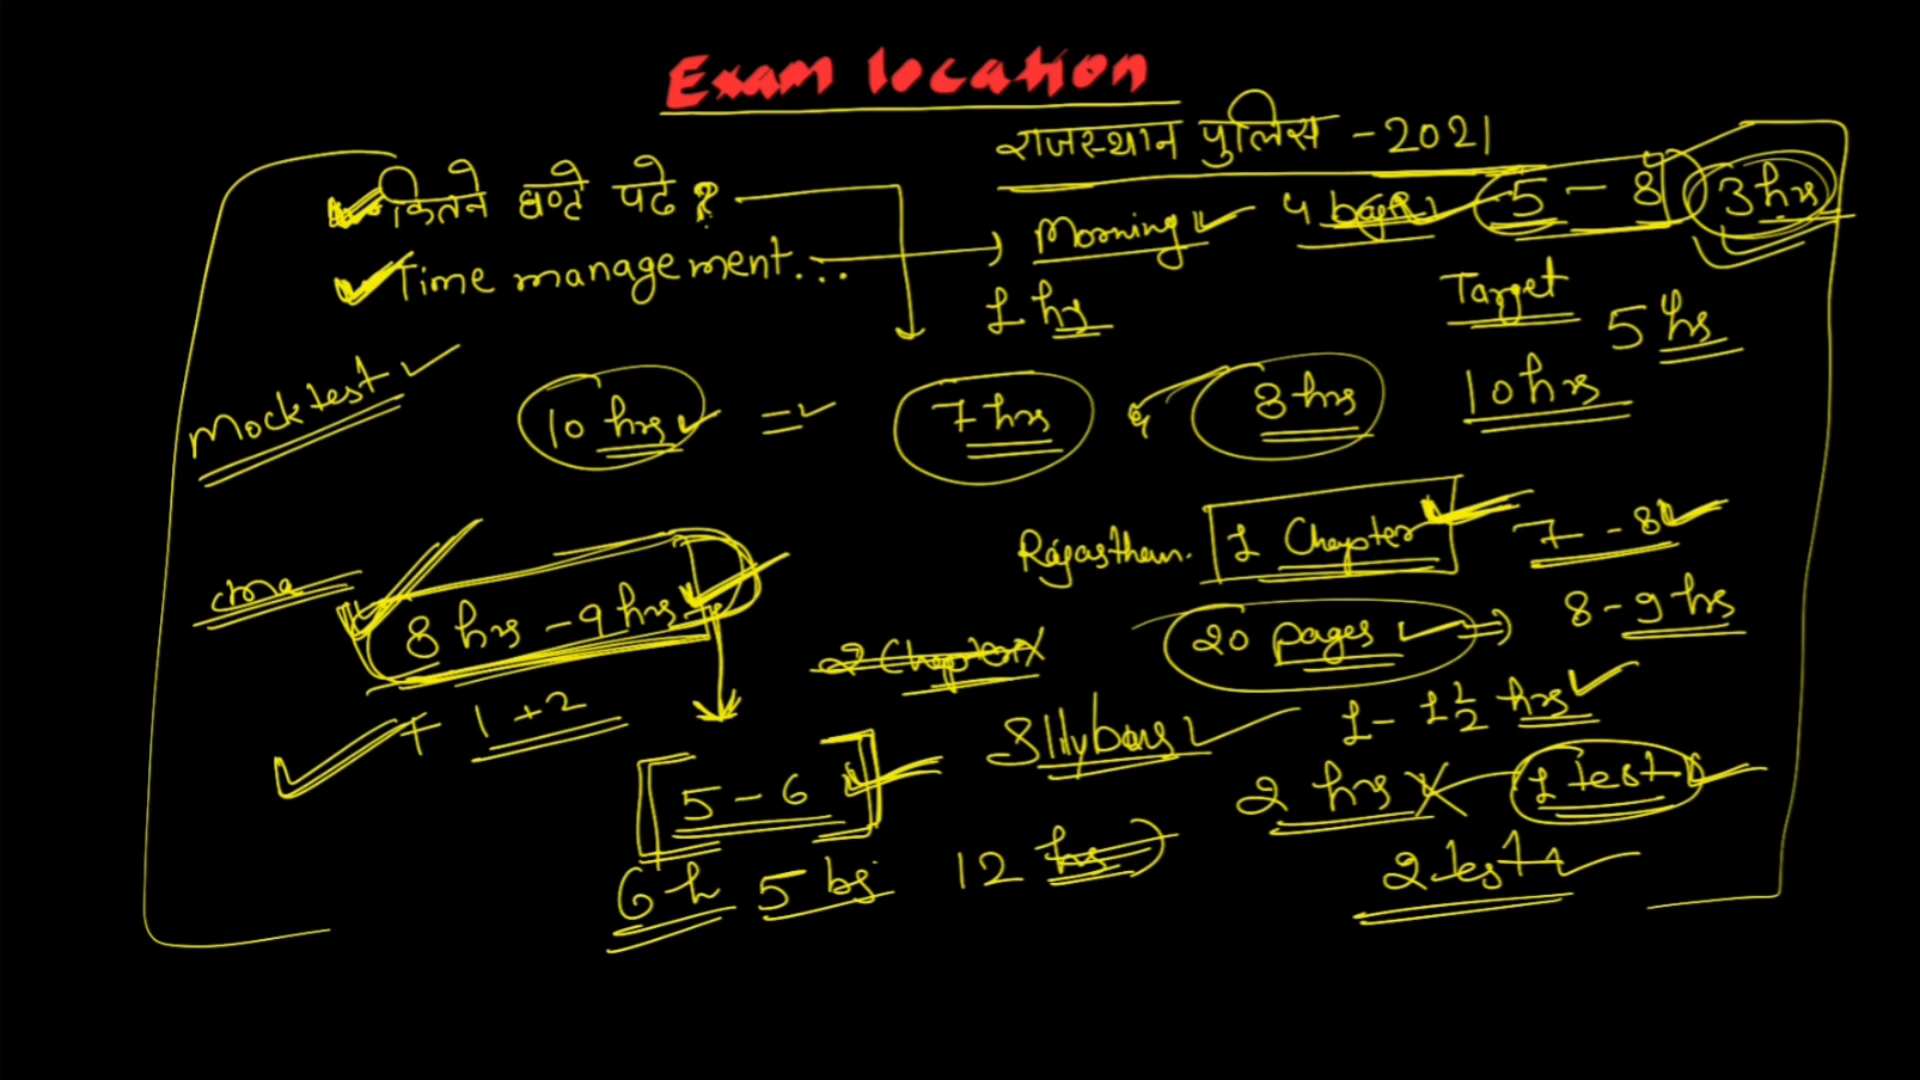 Exam location
राजस्थान पुलिस - 2021
कितने घण्टे पढे ?
Morning 4 baje 5 - 8 3 hrs
Time management...
1 hr
Target 5 hrs
Mock test
10 hrs = 7 hrs 8 hrs 10 hrs
Rajasthan. 1 Chapter 7 - 8
8 hrs - 9 hrs
20 pages 8 - 9 hrs
2 Chapter
+ 1 + 2
Sllybous 1 - 1 1/2 hrs
5 - 6
2 hrs 1 test
6 h 5 12 hrs 2 test